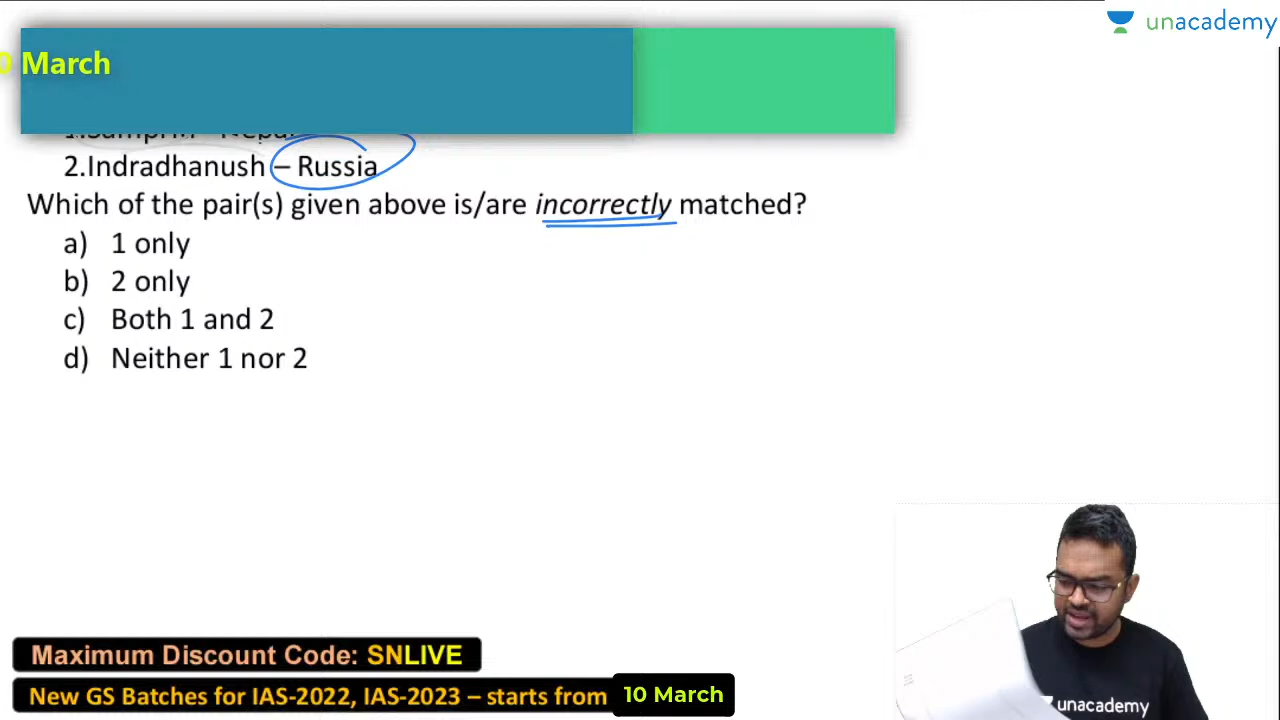 unacademy
0 March
2.Indradhanush – Russia
Which of the pair(s) given above is/are incorrectly matched?
a) 1 only
b) 2 only
c) Both 1 and 2
d) Neither 1 nor 2
Maximum Discount Code: SNLIVE
New GS Batches for IAS-2022, IAS-2023 – starts from 10 March
unacademy